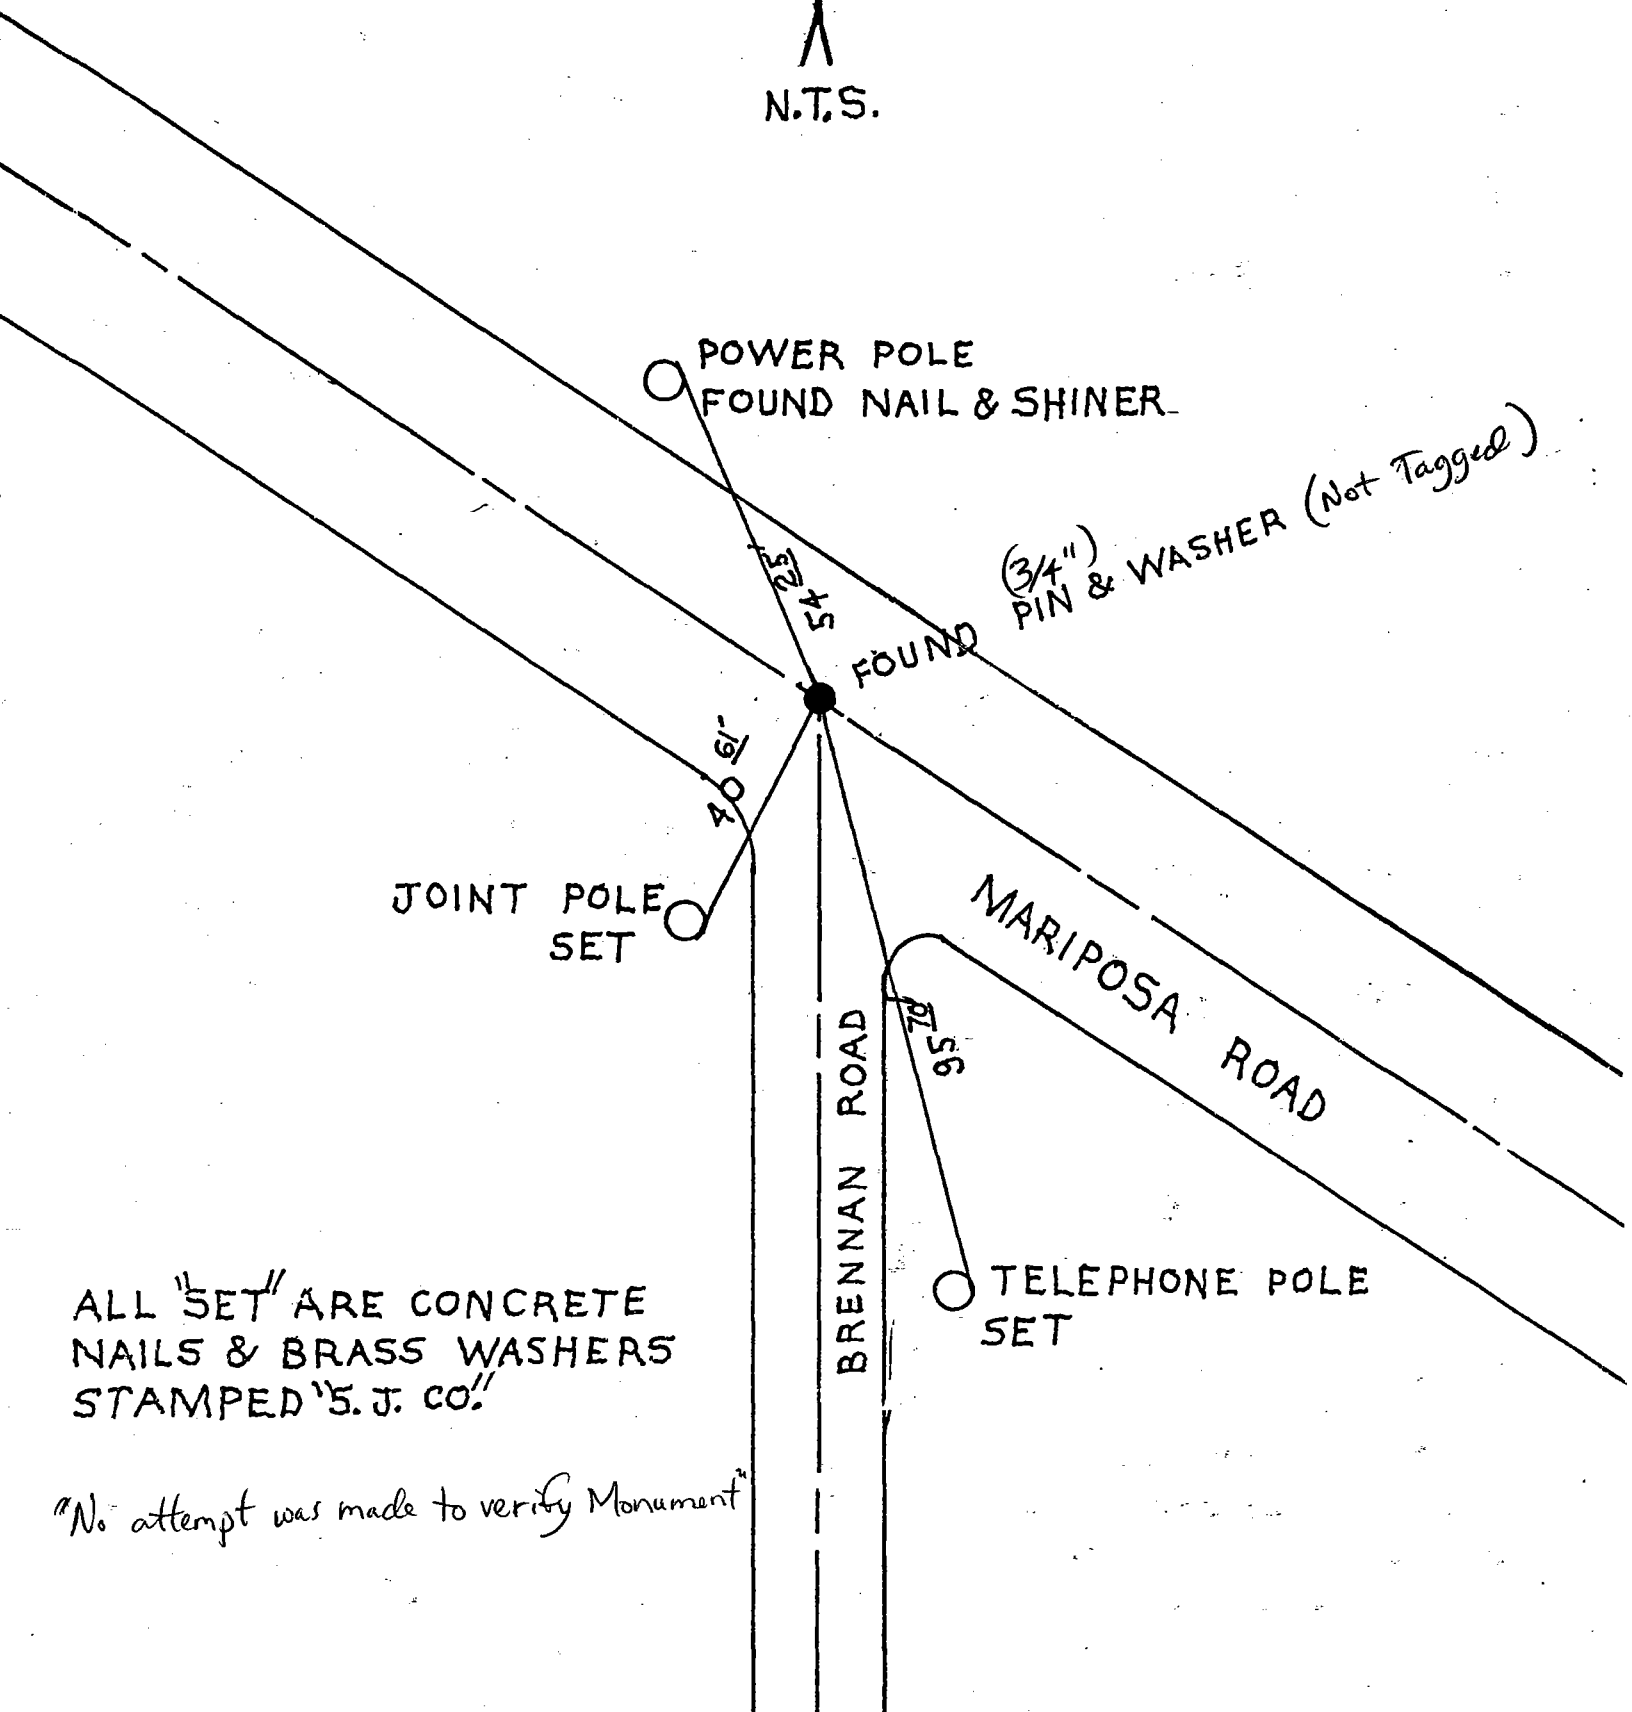 N.T.S.
POWER POLE
FOUND NAIL & SHINER
(3/4")
FOUND PIN & WASHER (Not Tagged)
54 25'
40 61'
JOINT POLE
SET
MARIPOSA ROAD
95 70'
BRENNAN ROAD
TELEPHONE POLE
SET
ALL "SET" ARE CONCRETE
NAILS & BRASS WASHERS
STAMPED "S.J. CO."
"No attempt was made to verify Monument"